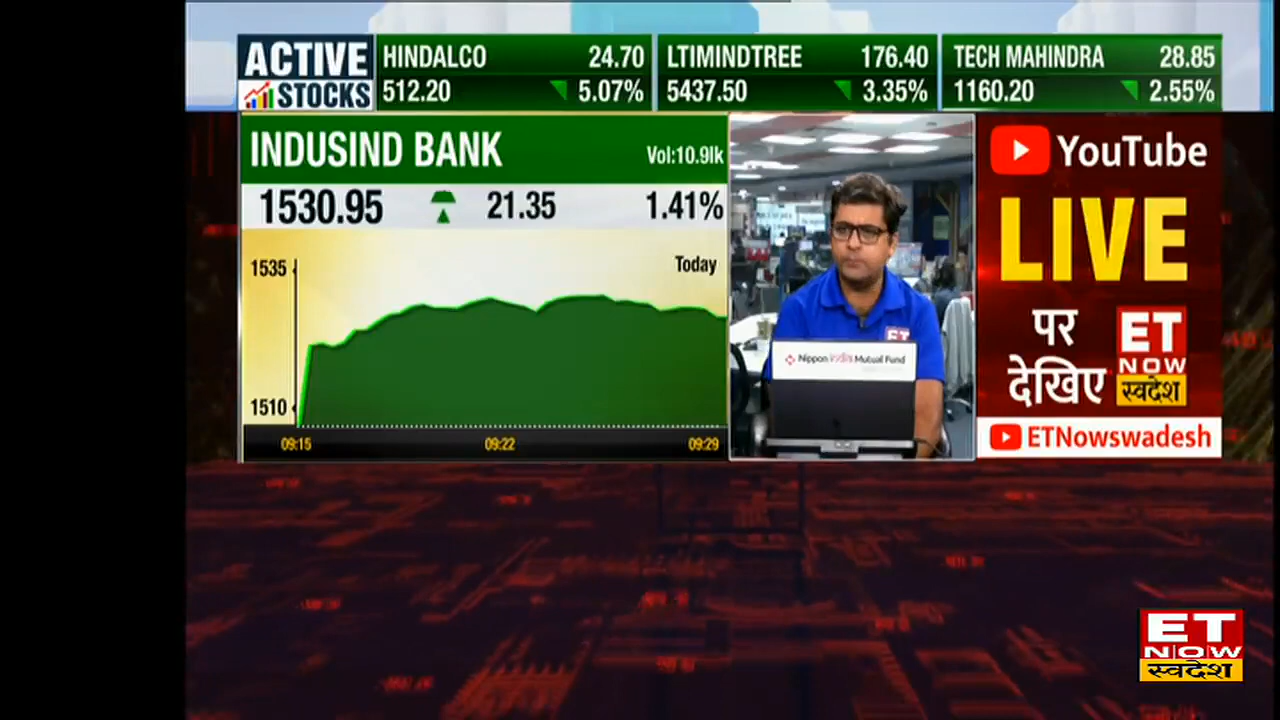 ACTIVE STOCKS
HINDALCO 24.70
512.20 5.07%
LTIMINDTREE 176.40
5437.50 3.35%
TECH MAHINDRA 28.85
1160.20 2.55%
INDUSIND BANK Vol:10.9lk
1530.95 21.35 1.41%
Today
1535
1510
09:15 09:22 09:29
ET
Nippon india Mutual Fund
YouTube
LIVE
पर
देखिए
ET
NOW
स्वदेश
ETNowswadesh
ET
NOW
स्वदेश